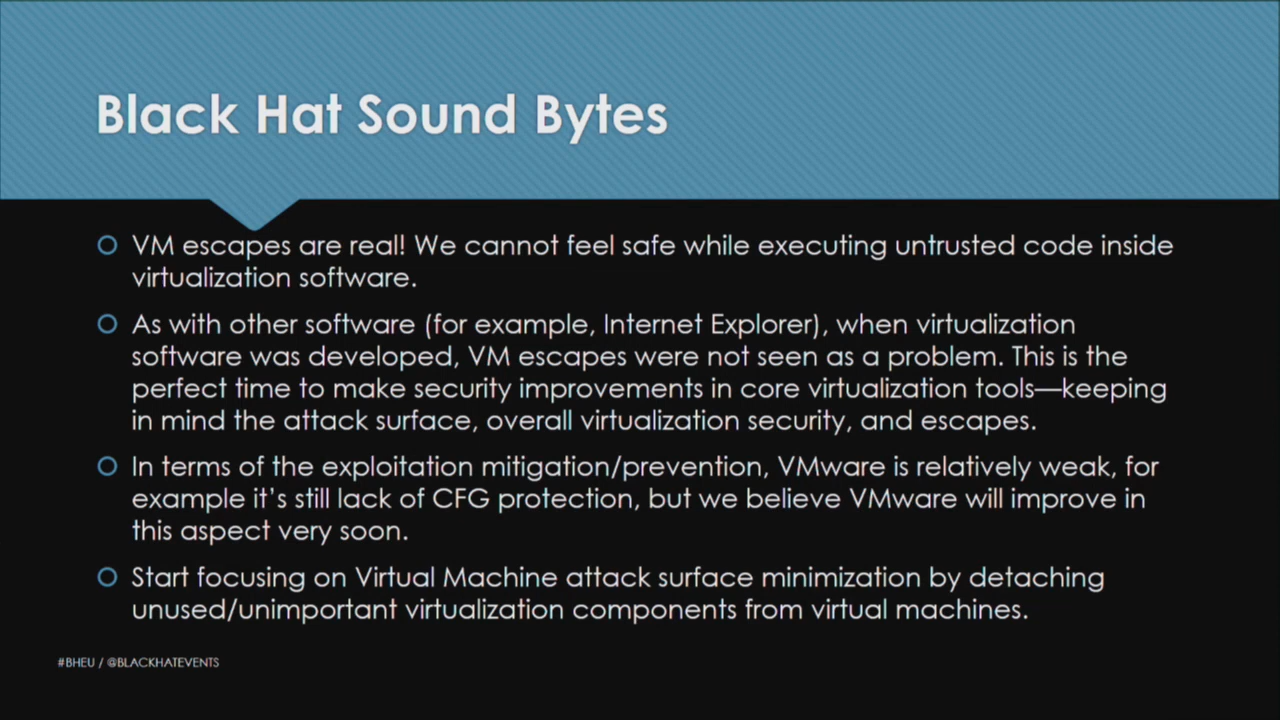 Black Hat Sound Bytes
VM escapes are real! We cannot feel safe while executing untrusted code inside
virtualization software.
As with other software (for example, Internet Explorer), when virtualization
software was developed, VM escapes were not seen as a problem. This is the
perfect time to make security improvements in core virtualization tools—keeping
in mind the attack surface, overall virtualization security, and escapes.
In terms of the exploitation mitigation/prevention, VMware is relatively weak, for
example it's still lack of CFG protection, but we believe VMware will improve in
this aspect very soon.
Start focusing on Virtual Machine attack surface minimization by detaching
unused/unimportant virtualization components from virtual machines.
#BHEU / @BLACKHATEVENTS